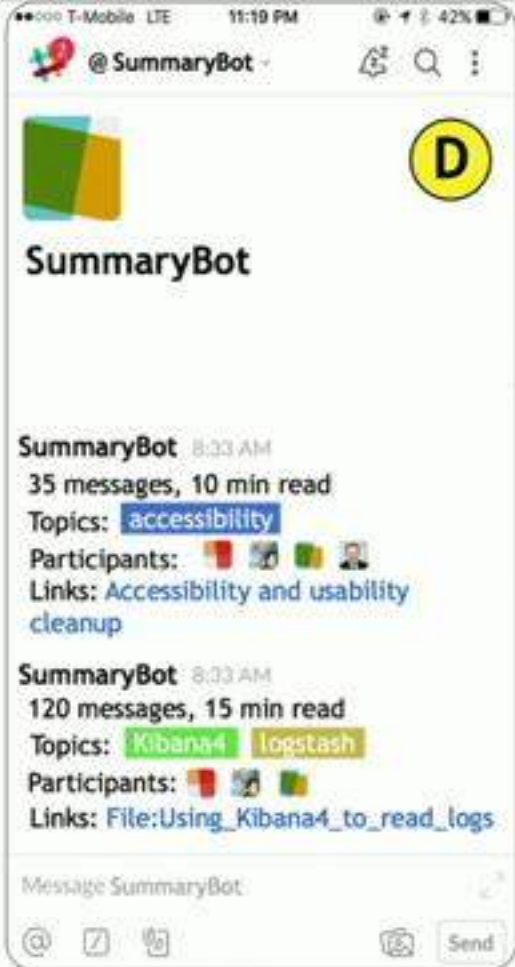 T-Mobile LTE 11:19 PM 42%
@SummaryBot
D
SummaryBot
SummaryBot 8:33 AM
35 messages, 10 min read
Topics: accessibility
Participants:
Links: Accessibility and usability
cleanup
SummaryBot 8:33 AM
120 messages, 15 min read
Topics: Kibana4 logstash
Participants:
Links: File:Using_Kibana4_to_read_logs
Message SummaryBot
@ Send